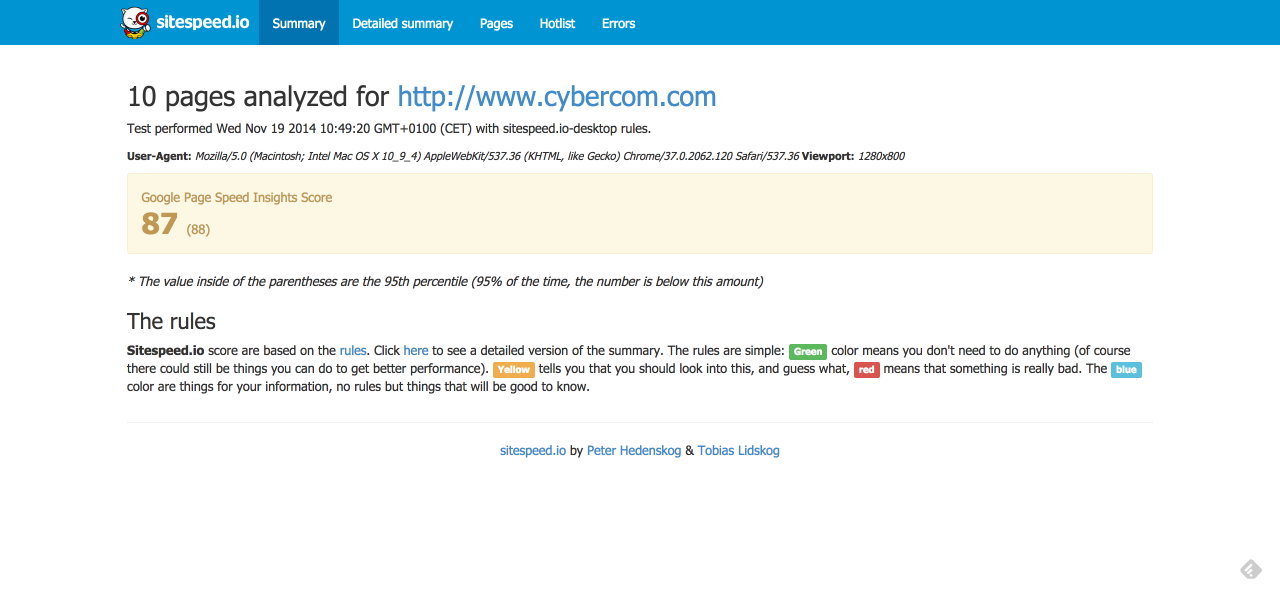 sitespeed.io Summary Detailed summary Pages Hotlist Errors
10 pages analyzed for http://www.cybercom.com
Test performed Wed Nov 19 2014 10:49:20 GMT+0100 (CET) with sitespeed.io-desktop rules.
User-Agent: Mozilla/5.0 (Macintosh; Intel Mac OS X 10_9_4) AppleWebKit/537.36 (KHTML, like Gecko) Chrome/37.0.2062.120 Safari/537.36 Viewport: 1280x800
Google Page Speed Insights Score
87 (88)
* The value inside of the parentheses are the 95th percentile (95% of the time, the number is below this amount)
The rules
Sitespeed.io score are based on the rules. Click here to see a detailed version of the summary. The rules are simple: Green color means you don't need to do anything (of course
there could still be things you can do to get better performance). Yellow tells you that you should look into this, and guess what, red means that something is really bad. The blue
color are things for your information, no rules but things that will be good to know.
sitespeed.io by Peter Hedenskog & Tobias Lidskog